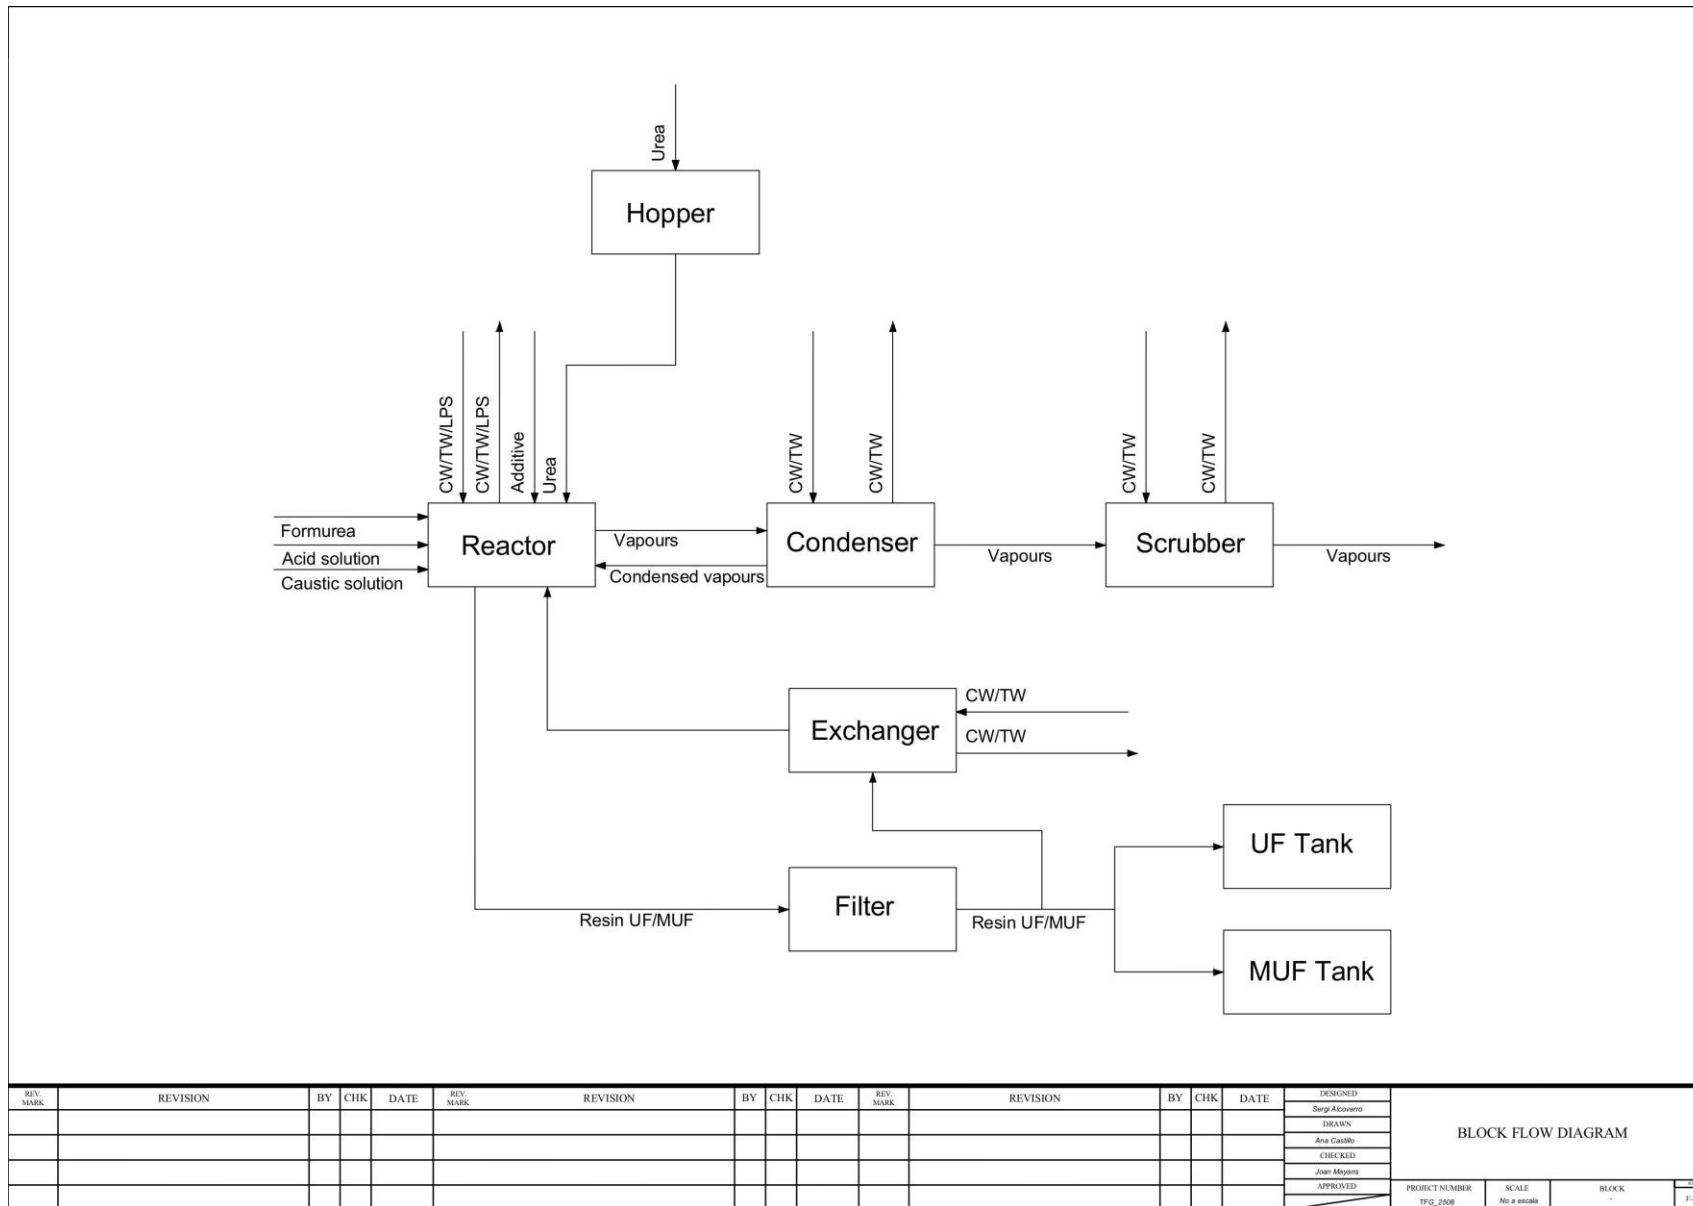 Urea
Hopper
CW/TW/LPS
CW/TW/LPS
Additive
Urea
CW/TW
CW/TW
CW/TW
CW/TW
Formurea
Acid solution
Caustic solution
Reactor
Vapours
Condensed vapours
Condenser
Vapours
Scrubber
Vapours
Exchanger
CW/TW
CW/TW
UF Tank
Filter
Resin UF/MUF
Resin UF/MUF
MUF Tank
REV. MARK REVISION BY CHK DATE REV. MARK REVISION BY CHK DATE REV. MARK REVISION BY CHK DATE
DESIGNED
Sergi Alcoverro
DRAWN
Ana Castillo
CHECKED
Joan Mayans
APPROVED
BLOCK FLOW DIAGRAM
PROJECT NUMBER
TFG_2508
SCALE
No a escala
BLOCK
-